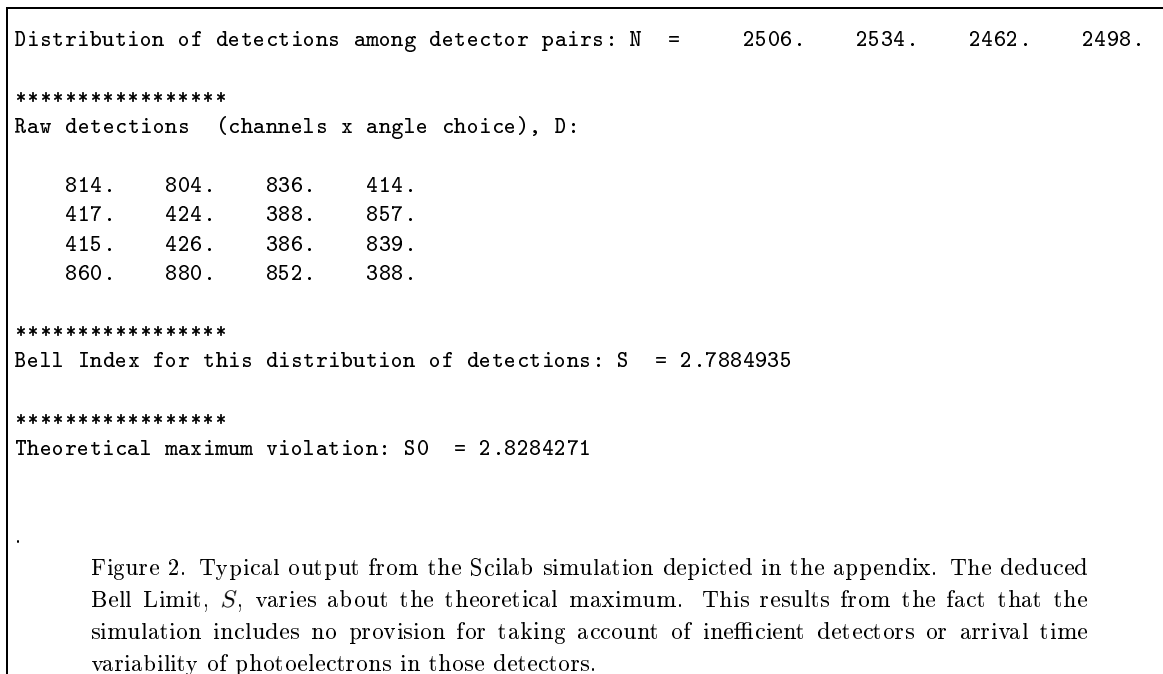 Distribution of detections among detector pairs: N = 2506. 2534. 2462. 2498.
*****************
Raw detections (channels x angle choice), D:
814. 804. 836. 414.
417. 424. 388. 857.
415. 426. 386. 839.
860. 880. 852. 388.
*****************
Bell Index for this distribution of detections: S = 2.7884935
*****************
Theoretical maximum violation: S0 = 2.8284271
.
Figure 2. Typical output from the Scilab simulation depicted in the appendix. The deduced
Bell Limit, S, varies about the theoretical maximum. This results from the fact that the
simulation includes no provision for taking account of inefficient detectors or arrival time
variability of photoelectrons in those detectors.